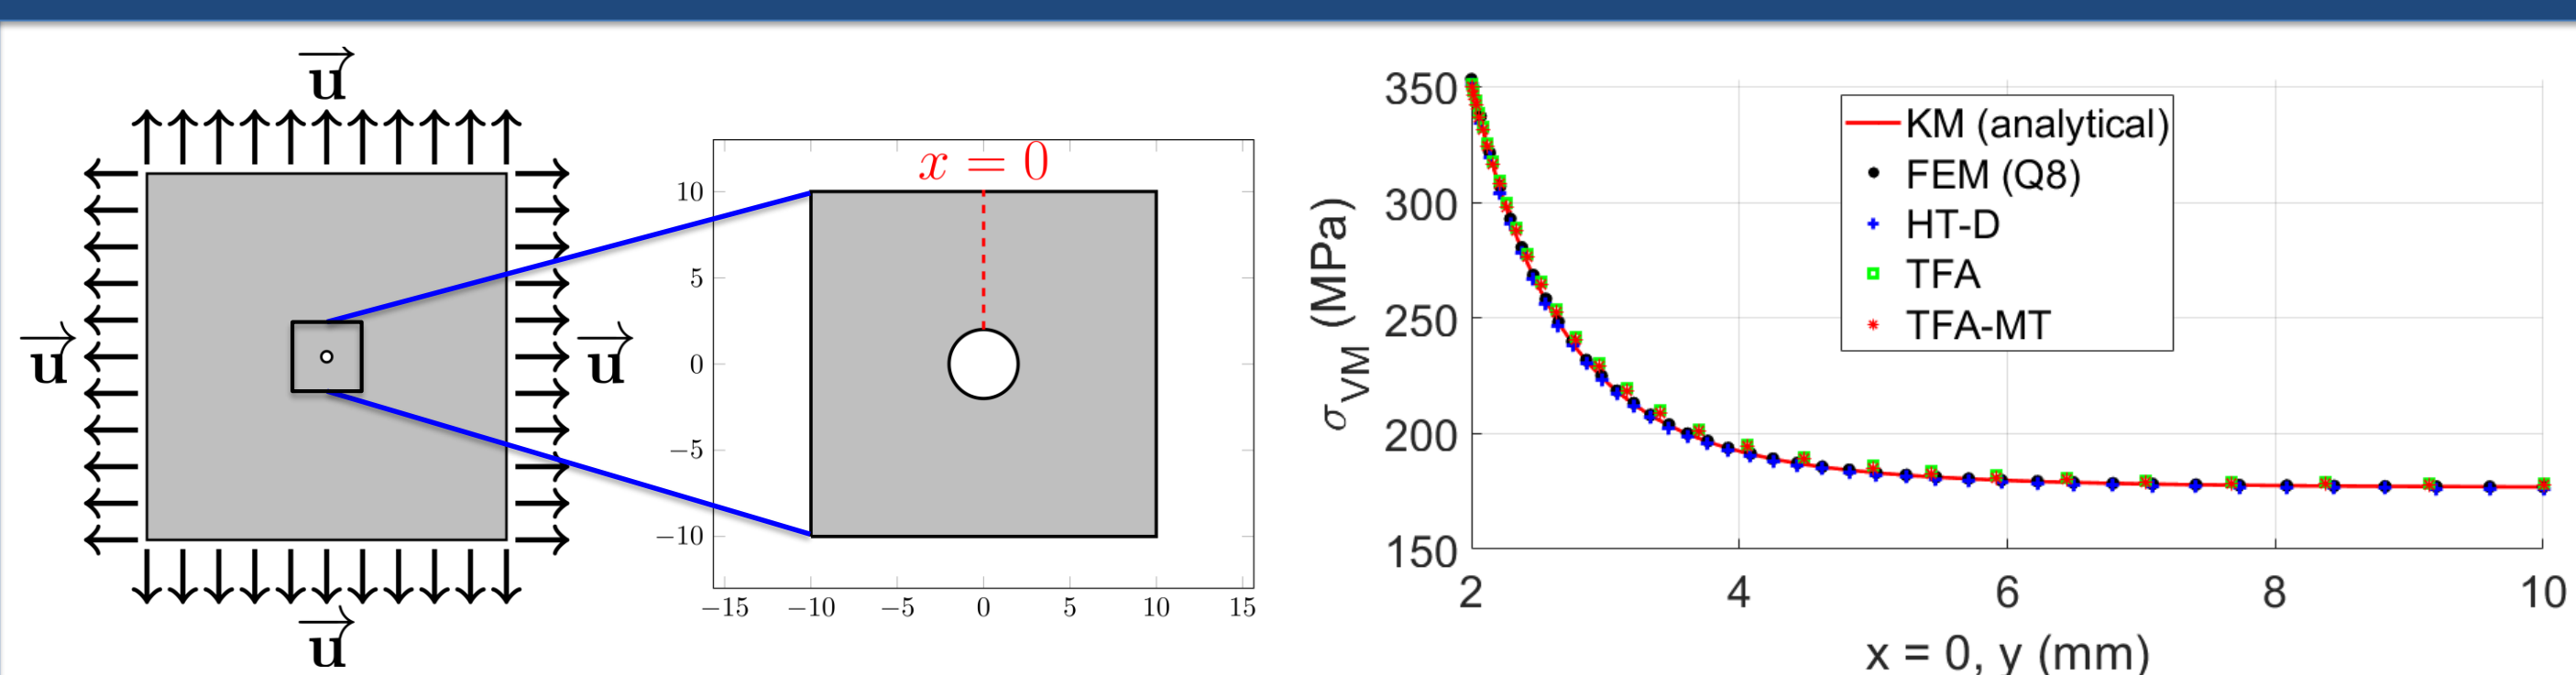 u
u
u
u
x = 0
10
5
0
−5
−10
−15
−10
−5
0
5
10
15
σVM (MPa)
350
300
250
200
150
KM (analytical)
FEM (Q8)
HT-D
TFA
TFA-MT
2
4
6
8
10
x = 0, y (mm)